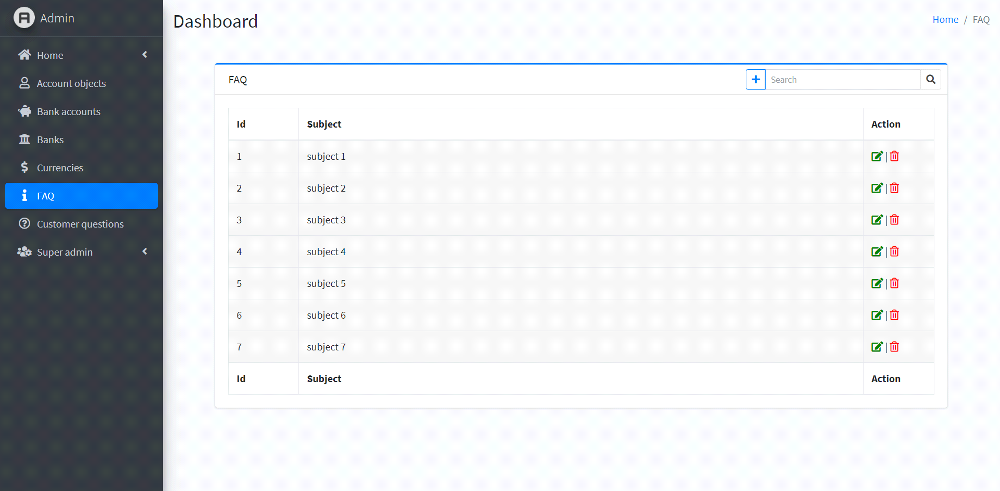 Admin
Home
Account objects
Bank accounts
Banks
Currencies
FAQ
Customer questions
Super admin
Dashboard
Home / FAQ
FAQ
Search
Id Subject Action
1 subject 1 |
2 subject 2 |
3 subject 3 |
4 subject 4 |
5 subject 5 |
6 subject 6 |
7 subject 7 |
Id Subject Action